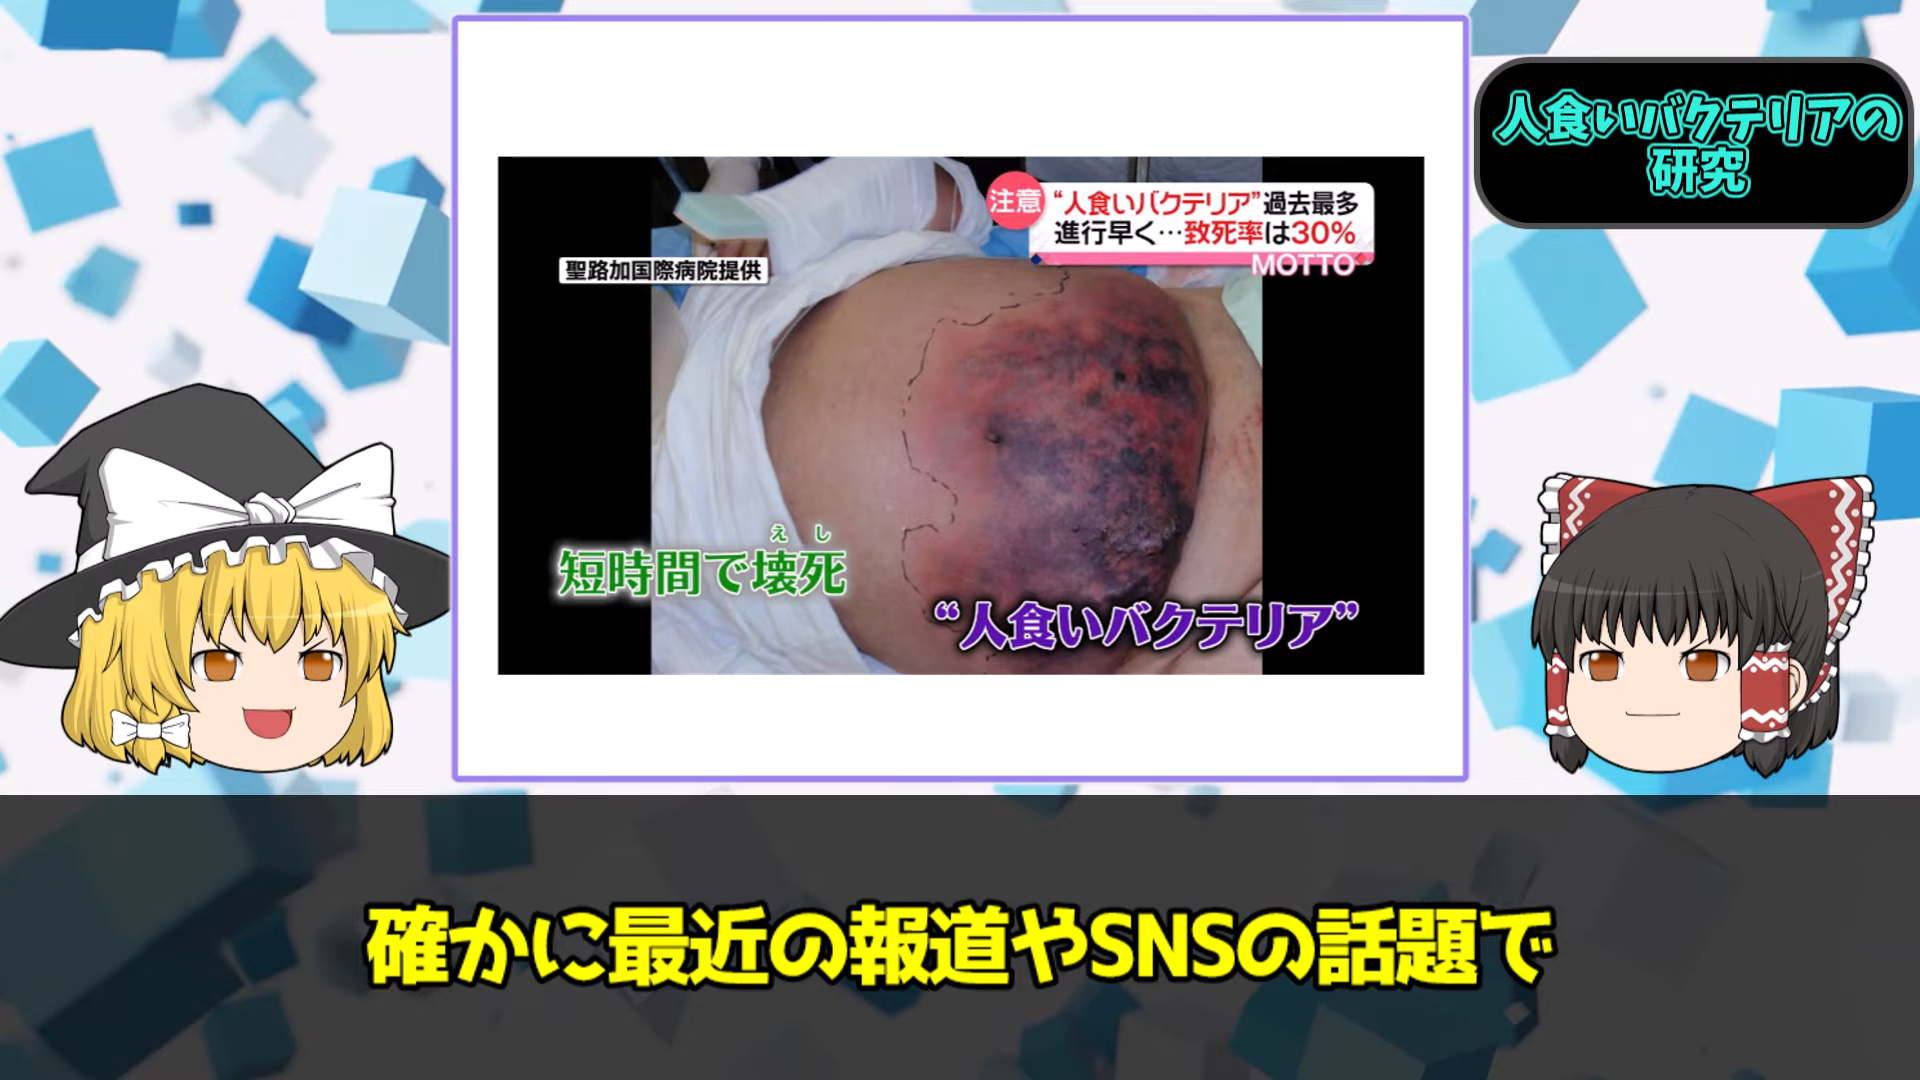 人食いバクテリアの
研究
注意
“人食いバクテリア”過去最多
進行早く…致死率は30%
MOTTO
聖路加国際病院提供
えし
短時間で壊死
“人食いバクテリア”
確かに最近の報道やSNSの話題で